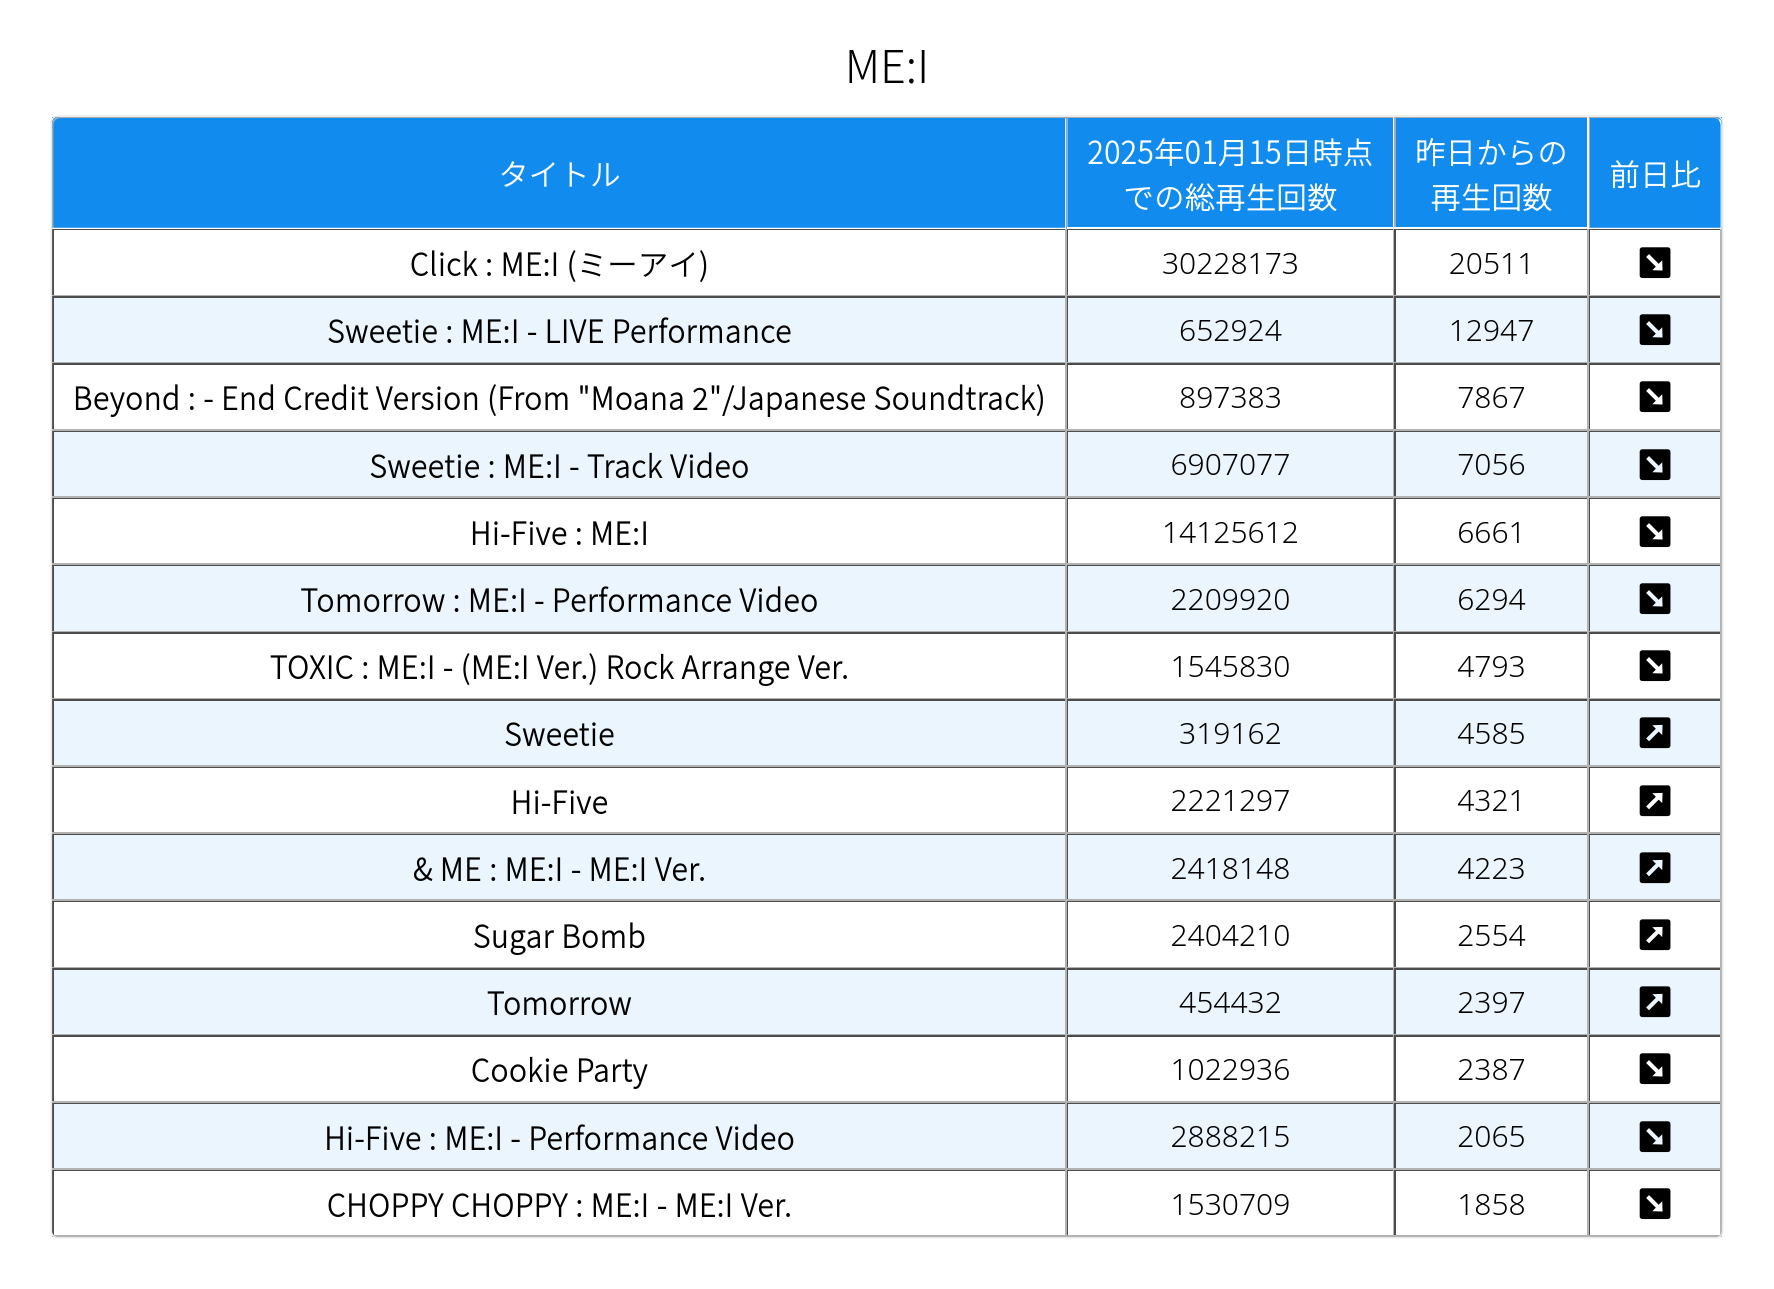 ME:I
タイトル
2025年01月15日時点
での総再生回数
昨日からの
再生回数
前日比
Click : ME:I (ミーアイ) 30228173 20511 ↘
Sweetie : ME:I - LIVE Performance 652924 12947 ↘
Beyond : - End Credit Version (From "Moana 2"/Japanese Soundtrack) 897383 7867 ↘
Sweetie : ME:I - Track Video 6907077 7056 ↘
Hi-Five : ME:I 14125612 6661 ↘
Tomorrow : ME:I - Performance Video 2209920 6294 ↘
TOXIC : ME:I - (ME:I Ver.) Rock Arrange Ver. 1545830 4793 ↘
Sweetie 319162 4585 ↗
Hi-Five 2221297 4321 ↗
& ME : ME:I - ME:I Ver. 2418148 4223 ↗
Sugar Bomb 2404210 2554 ↗
Tomorrow 454432 2397 ↗
Cookie Party 1022936 2387 ↘
Hi-Five : ME:I - Performance Video 2888215 2065 ↘
CHOPPY CHOPPY : ME:I - ME:I Ver. 1530709 1858 ↘